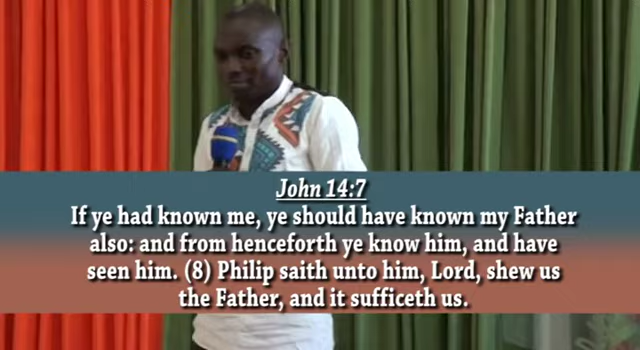 John 14:7
If ye had known me, ye should have known my Father
also: and from henceforth ye know him, and have
seen him. (8) Philip saith unto him, Lord, shew us
the Father, and it sufficeth us.